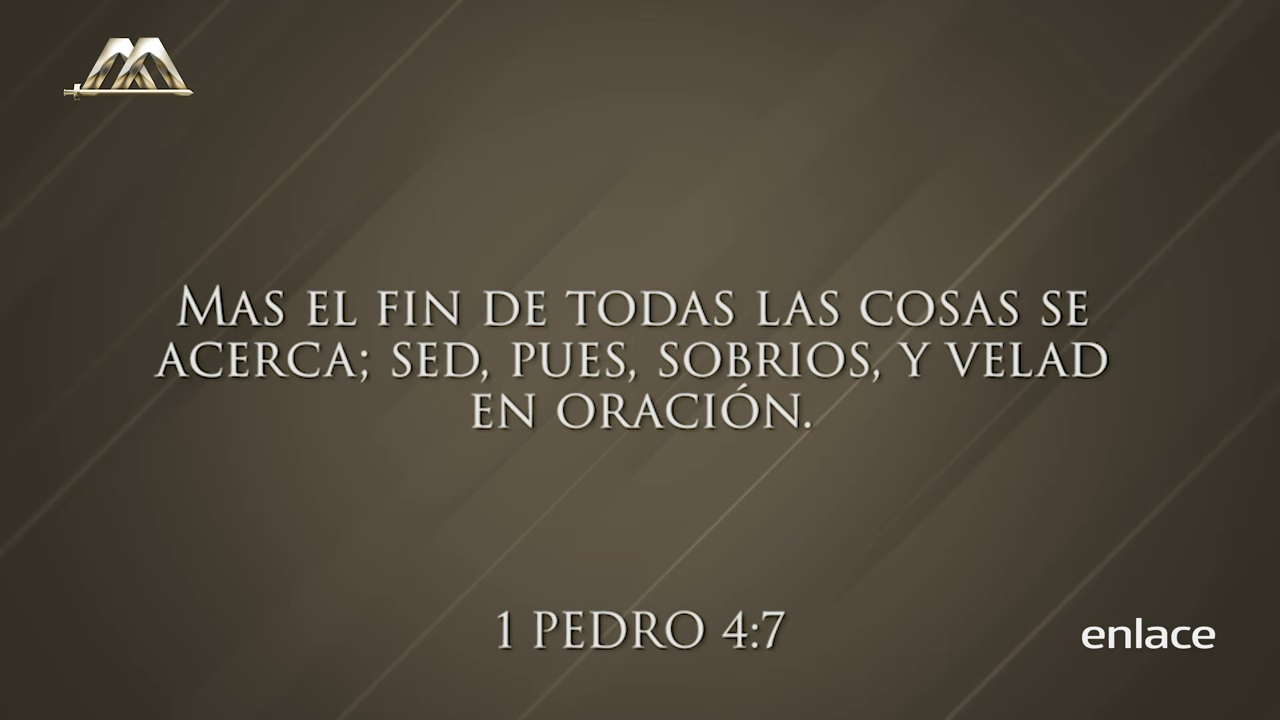 Mas el fin de todas las cosas se
acerca; sed, pues, sobrios, y velad
en oración.
1 PEDRO 4:7
enlace